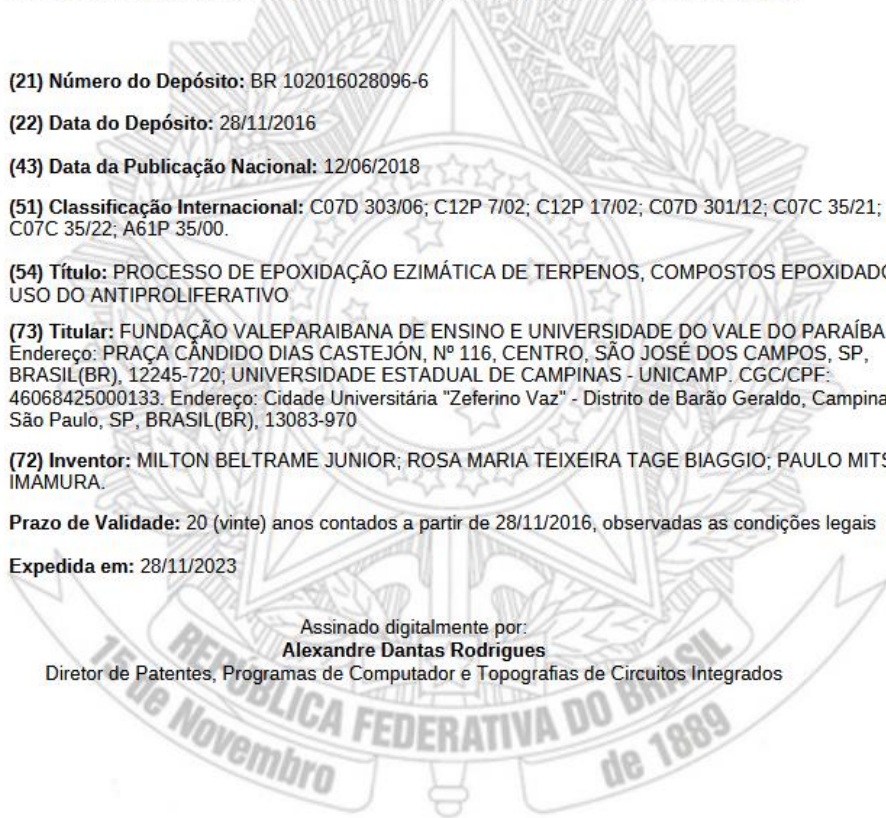 (21) Número do Depósito: BR 102016028096-6
(22) Data do Depósito: 28/11/2016
(43) Data da Publicação Nacional: 12/06/2018
(51) Classificação Internacional: C07D 303/06; C12P 7/02; C12P 17/02; C07D 301/12; C07C 35/21;
C07C 35/22; A61P 35/00.
(54) Título: PROCESSO DE EPOXIDAÇÃO EZIMÁTICA DE TERPENOS, COMPOSTOS EPOXIDADO
USO DO ANTIPROLIFERATIVO
(73) Titular: FUNDAÇÃO VALEPARAIBANA DE ENSINO E UNIVERSIDADE DO VALE DO PARAÍBA
Endereço: PRAÇA CÂNDIDO DIAS CASTEJÓN, Nº 116, CENTRO, SÃO JOSÉ DOS CAMPOS, SP,
BRASIL(BR), 12245-720; UNIVERSIDADE ESTADUAL DE CAMPINAS - UNICAMP. CGC/CPF:
46068425000133. Endereço: Cidade Universitária "Zeferino Vaz" - Distrito de Barão Geraldo, Campina
São Paulo, SP, BRASIL(BR), 13083-970
(72) Inventor: MILTON BELTRAME JUNIOR; ROSA MARIA TEIXEIRA TAGE BIAGGIO; PAULO MITS
IMAMURA.
Prazo de Validade: 20 (vinte) anos contados a partir de 28/11/2016, observadas as condições legais
Expedida em: 28/11/2023
Assinado digitalmente por:
Alexandre Dantas Rodrigues
Diretor de Patentes, Programas de Computador e Topografias de Circuitos Integrados
REPÚBLICA FEDERATIVA DO BRASIL
15 de Novembro de 1889